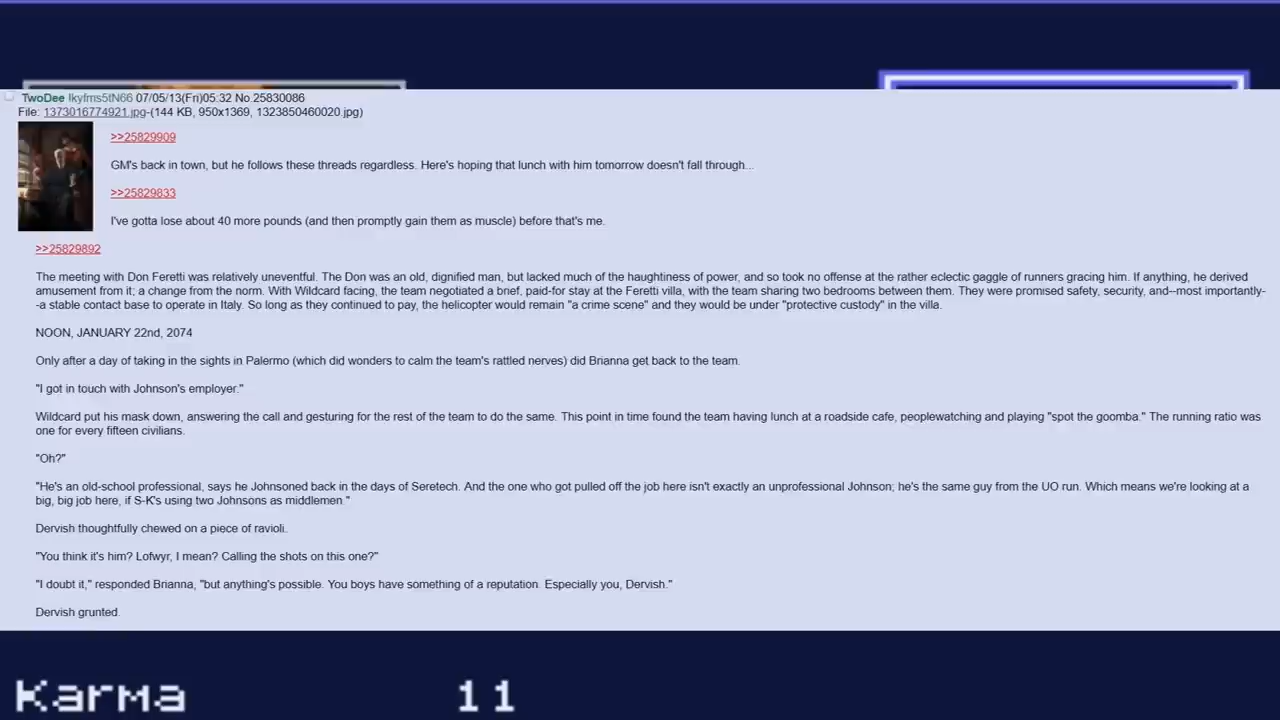 TwoDee !kyfms5tN66 07/05/13(Fri)05:32 No.25830086
File: 1373016774921.jpg-(144 KB, 950x1369, 1323850460020.jpg)
>>25829909
GM's back in town, but he follows these threads regardless. Here's hoping that lunch with him tomorrow doesn't fall through...
>>25829833
I've gotta lose about 40 more pounds (and then promptly gain them as muscle) before that's me.
>>25829892
The meeting with Don Feretti was relatively uneventful. The Don was an old, dignified man, but lacked much of the haughtiness of power, and so took no offense at the rather eclectic gaggle of runners gracing him. If anything, he derived
amusement from it; a change from the norm. With Wildcard facing, the team negotiated a brief, paid-for stay at the Feretti villa, with the team sharing two bedrooms between them. They were promised safety, security, and--most importantly-
-a stable contact base to operate in Italy. So long as they continued to pay, the helicopter would remain "a crime scene" and they would be under "protective custody" in the villa.
NOON, JANUARY 22nd, 2074
Only after a day of taking in the sights in Palermo (which did wonders to calm the team's rattled nerves) did Brianna get back to the team.
"I got in touch with Johnson's employer."
Wildcard put his mask down, answering the call and gesturing for the rest of the team to do the same. This point in time found the team having lunch at a roadside cafe, peoplewatching and playing "spot the goomba." The running ratio was
one for every fifteen civilians.
"Oh?"
"He's an old-school professional, says he Johnsoned back in the days of Seretech. And the one who got pulled off the job here isn't exactly an unprofessional Johnson; he's the same guy from the UO run. Which means we're looking at a
big, big job here, if S-K's using two Johnsons as middlemen."
Dervish thoughtfully chewed on a piece of ravioli.
"You think it's him? Lofwyr, I mean? Calling the shots on this one?"
"I doubt it," responded Brianna, "but anything's possible. You boys have something of a reputation. Especially you, Dervish."
Dervish grunted.
Karma 11